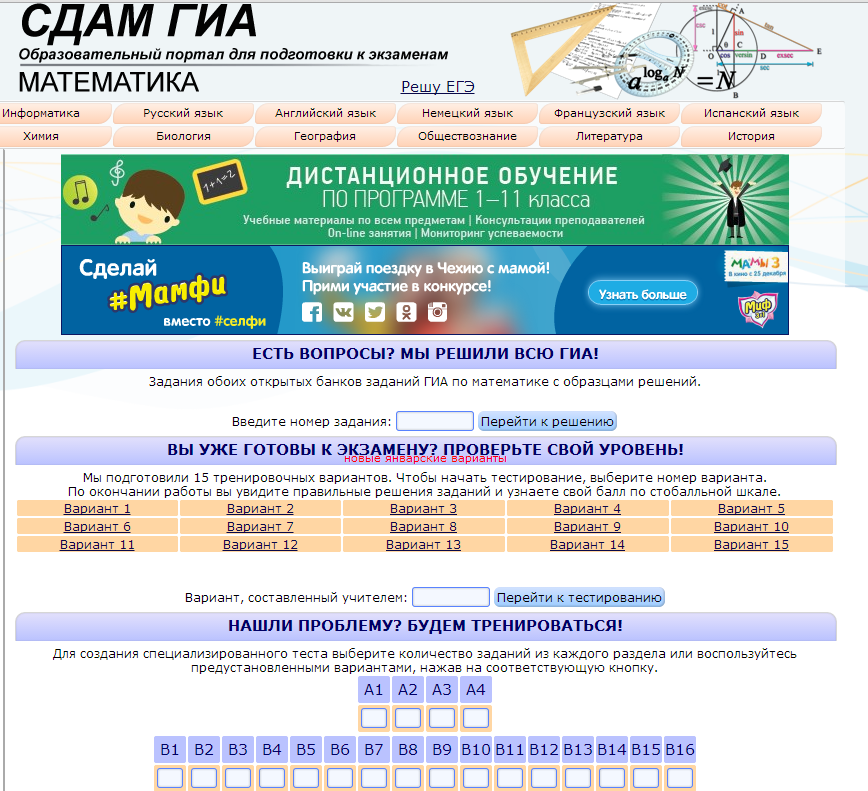 СДАМ ГИА
Образовательный портал для подготовки к экзаменам
МАТЕМАТИКА
Решу ЕГЭ
a log a N = N
A
B
C
D
E
O
θ
csc
tan
sin
cos
versin
exsec
sec
Информатика Русский язык Английский язык Немецкий язык Французский язык Испанский язык
Химия Биология География Обществознание Литература История
1+1=2
ДИСТАНЦИОННОЕ ОБУЧЕНИЕ
ПО ПРОГРАММЕ 1–11 класса
Учебные материалы по всем предметам | Консультации преподавателей
On-line занятия | Мониторинг успеваемости
Сделай
#Мамфи
вместо #селфи
Выиграй поездку в Чехию с мамой!
Прими участие в конкурсе!
Узнать больше
МАМЫ 3
В кино с 25 декабря
Миф
ЕСТЬ ВОПРОСЫ? МЫ РЕШИЛИ ВСЮ ГИА!
Задания обоих открытых банков заданий ГИА по математике с образцами решений.
Введите номер задания: Перейти к решению
ВЫ УЖЕ ГОТОВЫ К ЭКЗАМЕНУ? ПРОВЕРЬТЕ СВОЙ УРОВЕНЬ!
новые январские варианты
Мы подготовили 15 тренировочных вариантов. Чтобы начать тестирование, выберите номер варианта.
По окончании работы вы увидите правильные решения заданий и узнаете свой балл по стобалльной шкале.
Вариант 1 Вариант 2 Вариант 3 Вариант 4 Вариант 5
Вариант 6 Вариант 7 Вариант 8 Вариант 9 Вариант 10
Вариант 11 Вариант 12 Вариант 13 Вариант 14 Вариант 15
Вариант, составленный учителем: Перейти к тестированию
НАШЛИ ПРОБЛЕМУ? БУДЕМ ТРЕНИРОВАТЬСЯ!
Для создания специализированного теста выберите количество заданий из каждого раздела или воспользуйтесь
предустановленными вариантами, нажав на соответствующую кнопку.
A1 A2 A3 A4
B1 B2 B3 B4 B5 B6 B7 B8 B9 B10 B11 B12 B13 B14 B15 B16